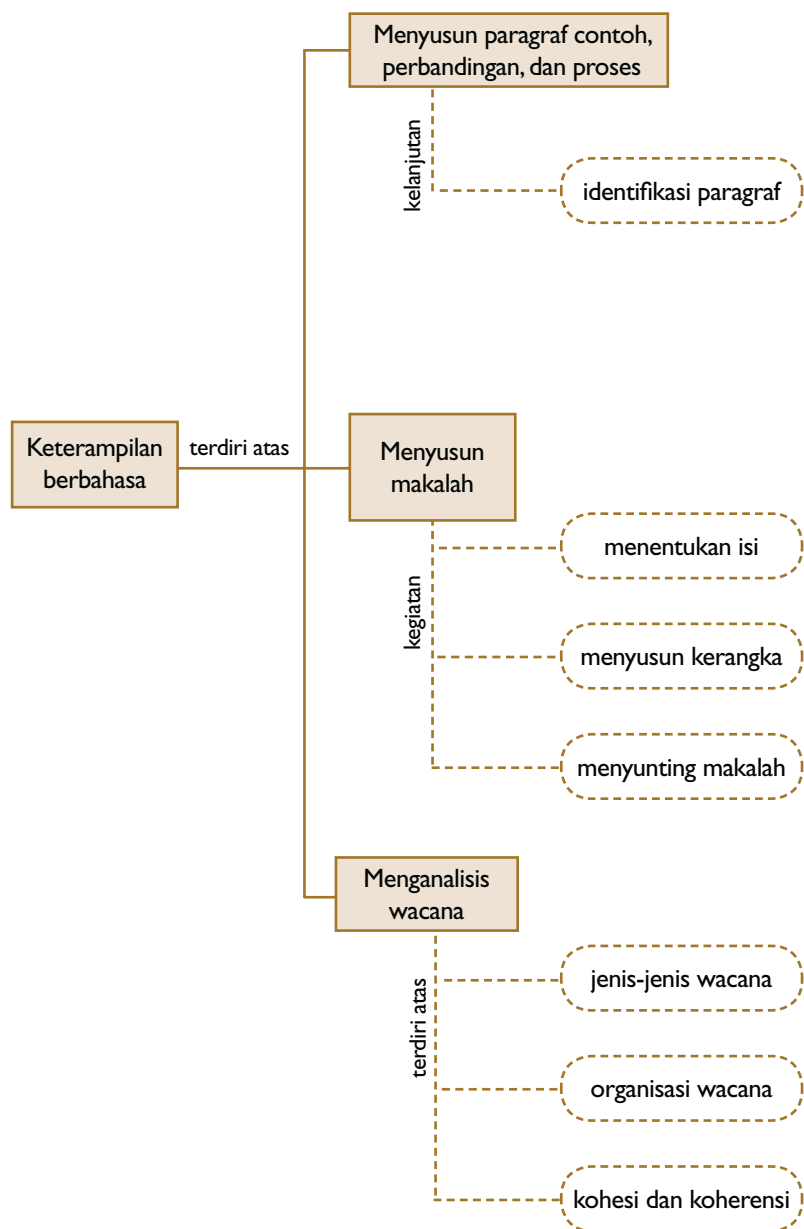 Menyusun paragraf contoh,
perbandingan, dan proses
kelanjutan
identifikasi paragraf
Keterampilan
berbahasa
terdiri atas
Menyusun
makalah
kegiatan
menentukan isi
menyusun kerangka
menyunting makalah
Menganalisis
wacana
terdiri atas
jenis-jenis wacana
organisasi wacana
kohesi dan koherensi